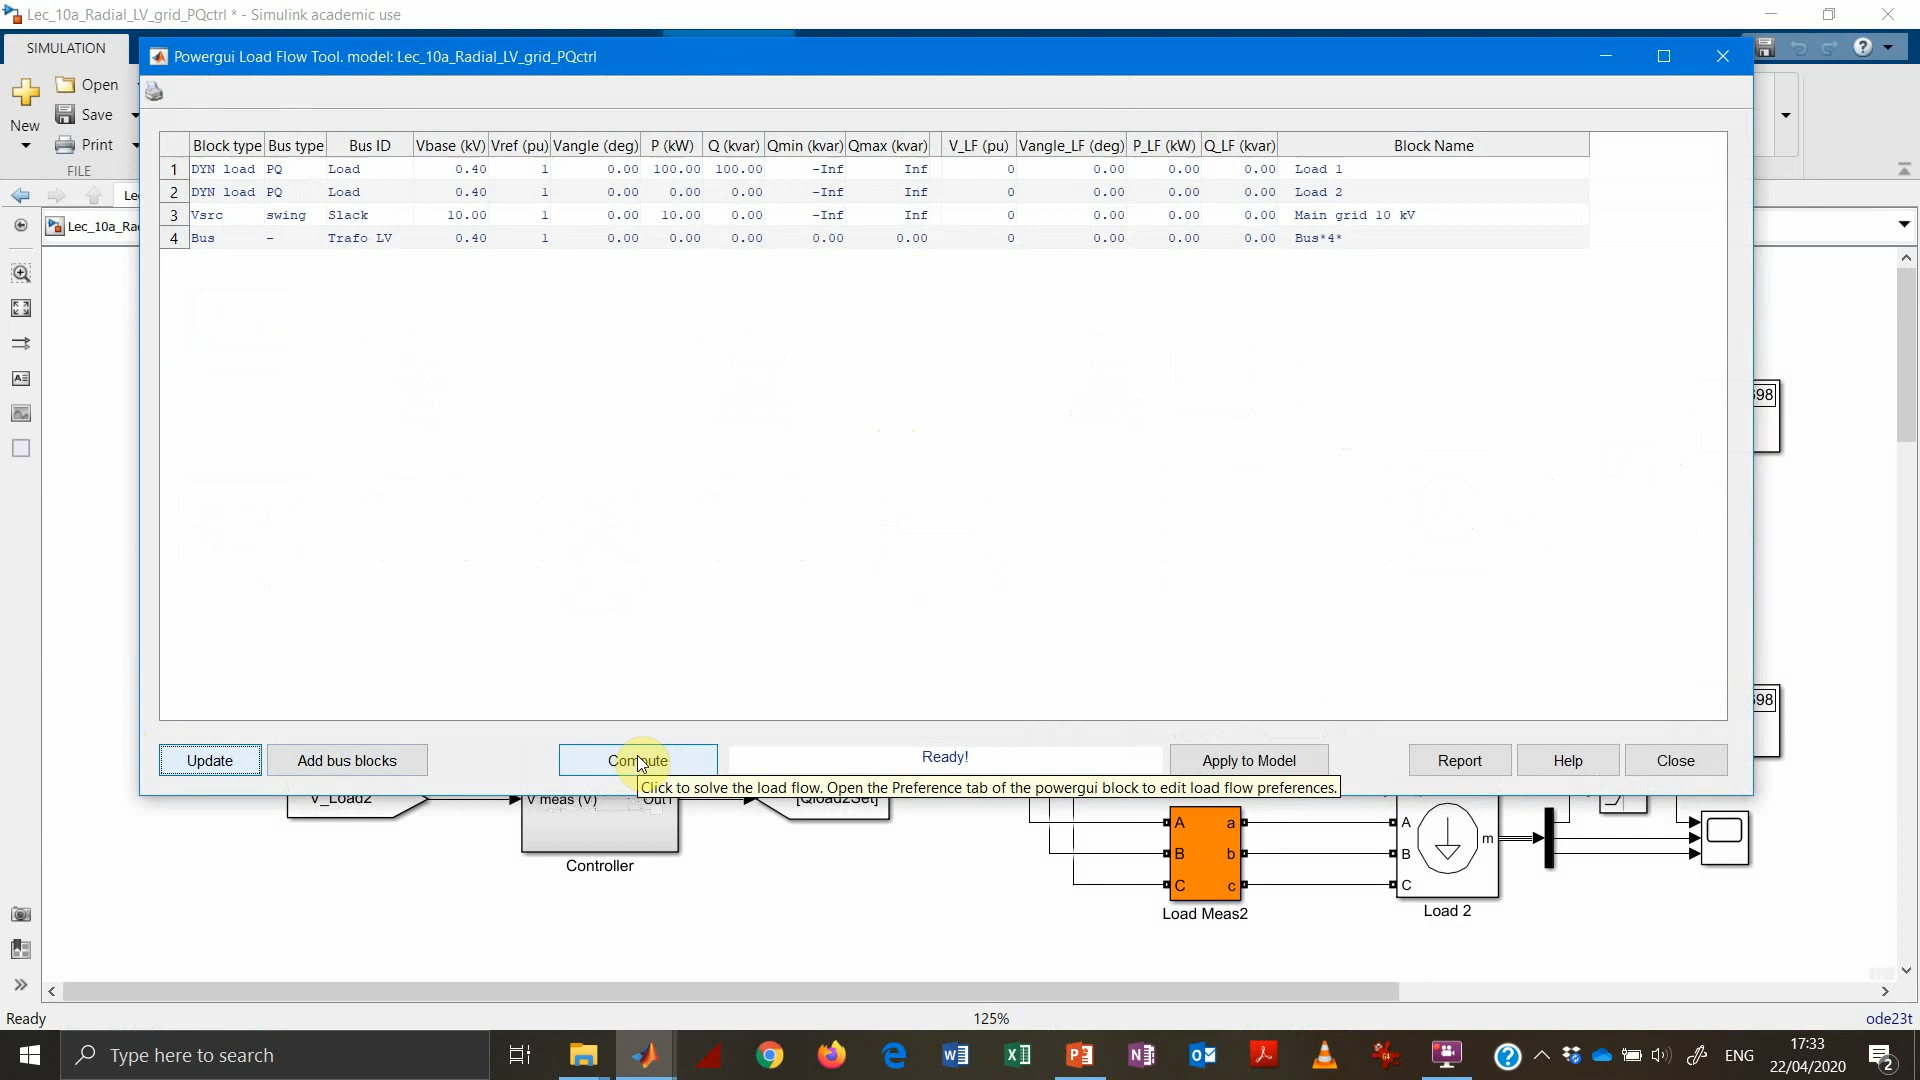 Lec_10a_Radial_LV_grid_PQctrl * - Simulink academic use
SIMULATION
Powergui Load Flow Tool. model: Lec_10a_Radial_LV_grid_PQctrl
New
Open
Save
Print
FILE
Block type Bus type Bus ID Vbase (kV) Vref (pu) Vangle (deg) P (kW) Q (kvar) Qmin (kvar) Qmax (kvar) V_LF (pu) Vangle_LF (deg) P_LF (kW) Q_LF (kvar) Block Name
1 DYN load PQ Load 0.40 1 0.00 100.00 100.00 -Inf Inf 0 0.00 0.00 0.00 Load 1
2 DYN load PQ Load 0.40 1 0.00 0.00 0.00 -Inf Inf 0 0.00 0.00 0.00 Load 2
3 Vsrc swing Slack 10.00 1 0.00 10.00 0.00 -Inf Inf 0 0.00 0.00 0.00 Main grid 10 kV
4 Bus - Trafo LV 0.40 1 0.00 0.00 0.00 0.00 0.00 0 0.00 0.00 0.00 Bus*4*
Lec_10a_Ra
98
98
Update
Add bus blocks
Compute
Ready!
Apply to Model
Report
Help
Close
Click to solve the load flow. Open the Preference tab of the powergui block to edit load flow preferences.
V_Load2
V meas (V) Out1
[Qload2Set]
Controller
A a
B b
C c
Load Meas2
A
B
C
m
Load 2
Ready
125%
ode23t
Type here to search
ENG
17:33
22/04/2020
2